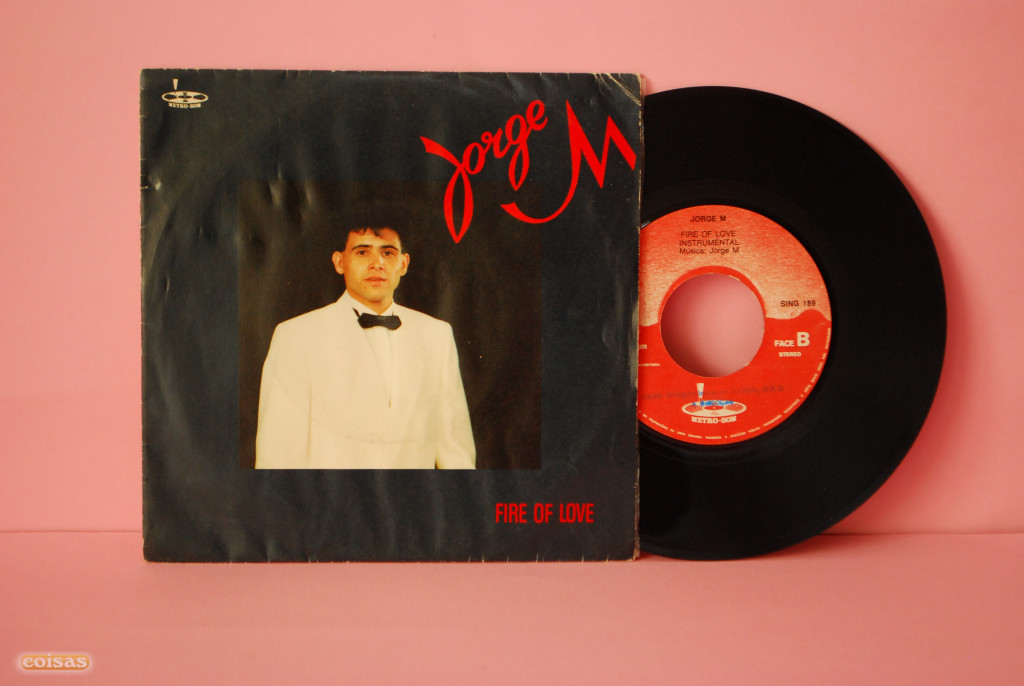 METRO-SOM
Jorge M
FIRE OF LOVE
JORGE M
FIRE OF LOVE
INSTRUMENTAL
Música: Jorge M
SING 189
FACE B
STEREO
METRO-SOM
coisas